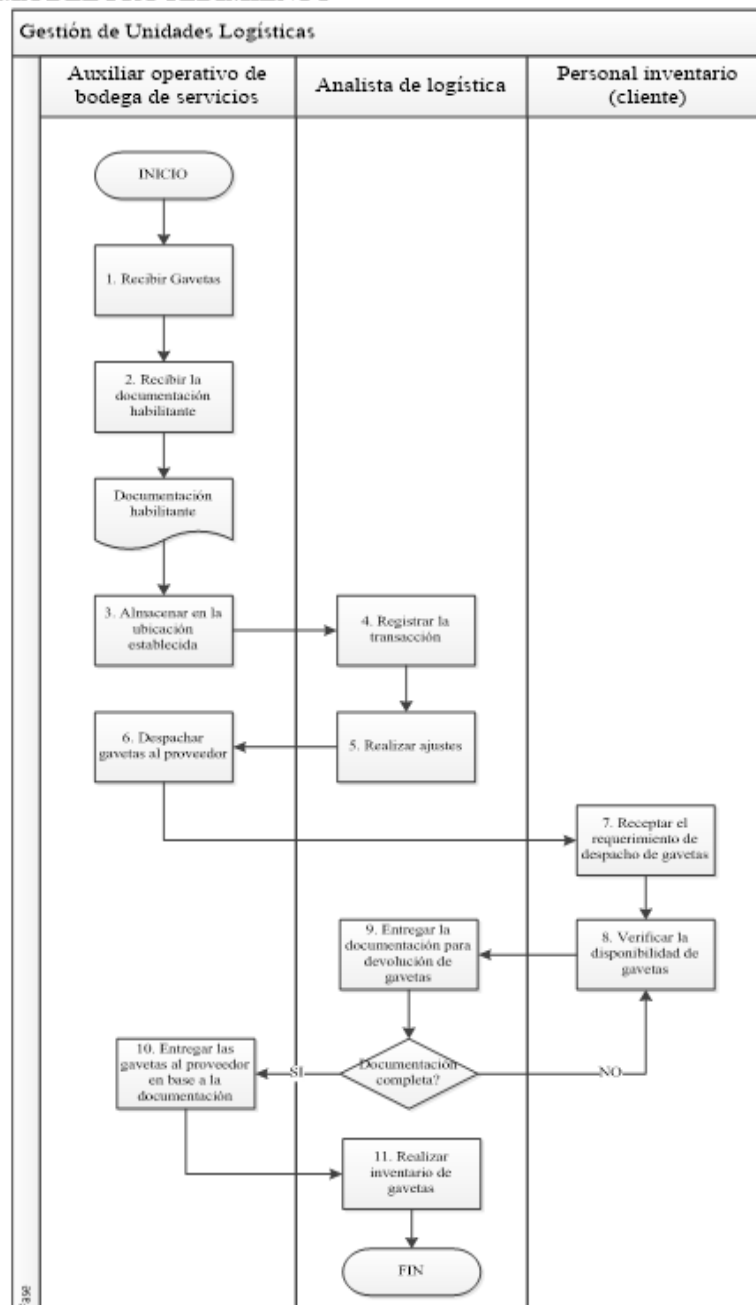 Gestión de Unidades Logísticas
Auxiliar operativo de
bodega de servicios
Analista de logística
Personal inventario
(cliente)
INICIO
1. Recibir Gavetas
2. Recibir la
documentación
habilitante
Documentación
habilitante
3. Almacenar en la
ubicación
establecida
4. Registrar la
transacción
5. Realizar ajustes
6. Despachar
gavetas al proveedor
7. Receptar el
requerimiento de
despacho de gavetas
8. Verificar la
disponibilidad de
gavetas
9. Entregar la
documentación para
devolución de
gavetas
Documentación
completa?
SI
NO
10. Entregar las
gavetas al proveedor
en base a la
documentación
11. Realizar
inventario de
gavetas
FIN